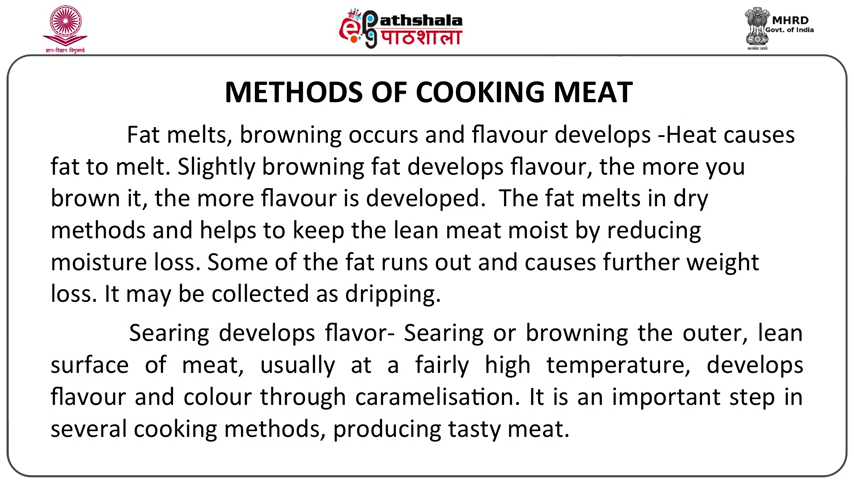 Pathshala
पाठशाला
MHRD
Govt. of India
ज्ञान-विज्ञान विमुक्तये
METHODS OF COOKING MEAT
Fat melts, browning occurs and flavour develops -Heat causes
fat to melt. Slightly browning fat develops flavour, the more you
brown it, the more flavour is developed.  The fat melts in dry
methods and helps to keep the lean meat moist by reducing
moisture loss. Some of the fat runs out and causes further weight
loss. It may be collected as dripping.
Searing develops flavor- Searing or browning the outer, lean
surface of meat, usually at a fairly high temperature, develops
flavour and colour through caramelisation. It is an important step in
several cooking methods, producing tasty meat.